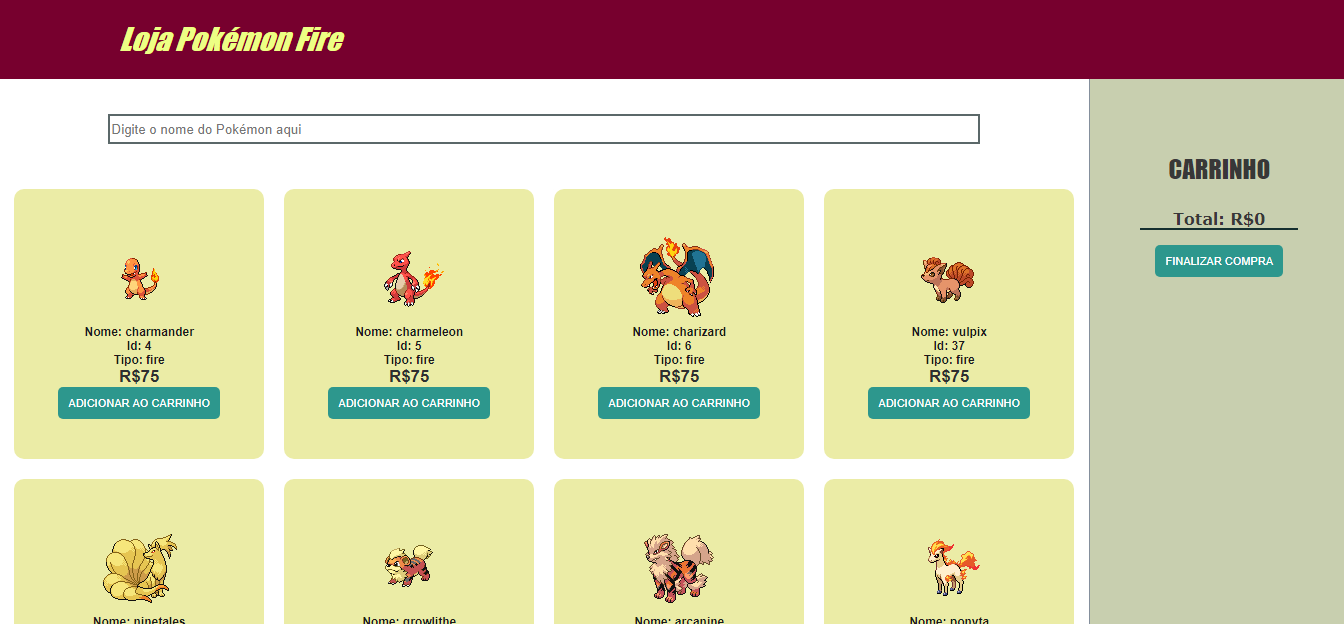 Loja Pokémon Fire
Digite o nome do Pokémon aqui
CARRINHO
Total: R$0
FINALIZAR COMPRA
Nome: charmander
Id: 4
Tipo: fire
R$75
ADICIONAR AO CARRINHO
Nome: charmeleon
Id: 5
Tipo: fire
R$75
ADICIONAR AO CARRINHO
Nome: charizard
Id: 6
Tipo: fire
R$75
ADICIONAR AO CARRINHO
Nome: vulpix
Id: 37
Tipo: fire
R$75
ADICIONAR AO CARRINHO
Nome: ninetales
Nome: growlithe
Nome: arcanine
Nome: ponyta